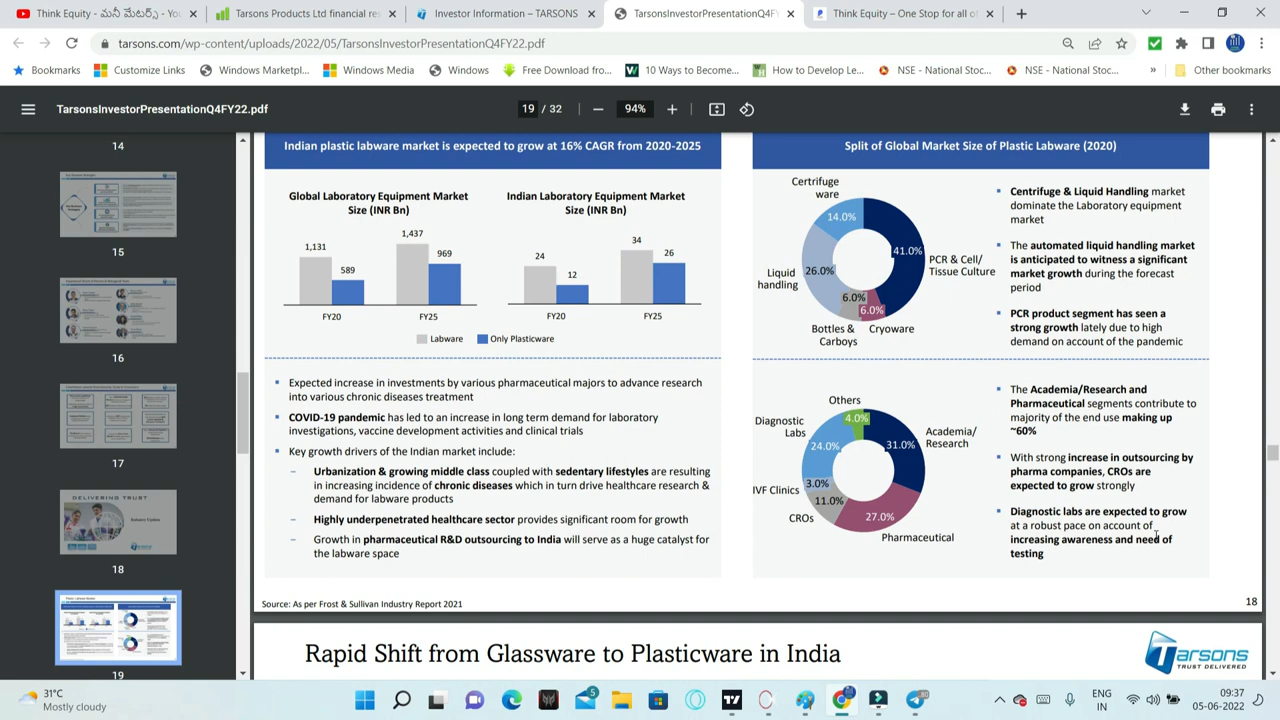 Think Equity - మనీ మేటర్స్ - Yo
Tarsons Products Ltd financial re
Investor Information – TARSONS
TarsonsInvestorPresentationQ4FY
Think Equity – One Stop for all o
tarsons.com/wp-content/uploads/2022/05/TarsonsInvestorPresentationQ4FY22.pdf
Bookmarks
Customize Links
Windows Marketpl...
Windows Media
Windows
Free Download fro...
10 Ways to Become...
How to Develop Le...
NSE - National Stoc...
NSE - National Stoc...
»
Other bookmarks
TarsonsInvestorPresentationQ4FY22.pdf
19 / 32
94%
14
15
16
17
DELIVERING TRUST
Industry Update
18
19
Indian plastic labware market is expected to grow at 16% CAGR from 2020-2025
Global Laboratory Equipment Market
Size (INR Bn)
1,131
589
1,437
969
FY20
FY25
Indian Laboratory Equipment Market
Size (INR Bn)
24
12
34
26
FY20
FY25
Labware
Only Plasticware
Expected increase in investments by various pharmaceutical majors to advance research
into various chronic diseases treatment
COVID-19 pandemic has led to an increase in long term demand for laboratory
investigations, vaccine development activities and clinical trials
Key growth drivers of the Indian market include:
– Urbanization & growing middle class coupled with sedentary lifestyles are resulting
in increasing incidence of chronic diseases which in turn drive healthcare research &
demand for labware products
– Highly underpenetrated healthcare sector provides significant room for growth
– Growth in pharmaceutical R&D outsourcing to India will serve as a huge catalyst for
the labware space
Split of Global Market Size of Plastic Labware (2020)
Certrifuge
ware
14.0%
41.0%
PCR & Cell/
Tissue Culture
Liquid
handling
26.0%
6.0%
6.0%
Bottles &
Carboys
Cryoware
Centrifuge & Liquid Handling market
dominate the Laboratory equipment
market
The automated liquid handling market
is anticipated to witness a significant
market growth during the forecast
period
PCR product segment has seen a
strong growth lately due to high
demand on account of the pandemic
Others
4.0%
Diagnostic
Labs
24.0%
31.0%
Academia/
Research
IVF Clinics
3.0%
11.0%
CROs
27.0%
Pharmaceutical
The Academia/Research and
Pharmaceutical segments contribute to
majority of the end use making up
~60%
With strong increase in outsourcing by
pharma companies, CROs are
expected to grow strongly
Diagnostic labs are expected to grow
at a robust pace on account of
increasing awareness and need of
testing
Source: As per Frost & Sullivan Industry Report 2021
18
Rapid Shift from Glassware to Plasticware in India
Tarsons
TRUST DELIVERED
31°C
Mostly cloudy
5
80
ENG
IN
09:37
05-06-2022